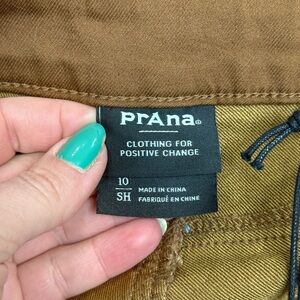 prAna®
CLOTHING FOR
POSITIVE CHANGE
10
SH
MADE IN CHINA
FABRIQUÉ EN CHINE